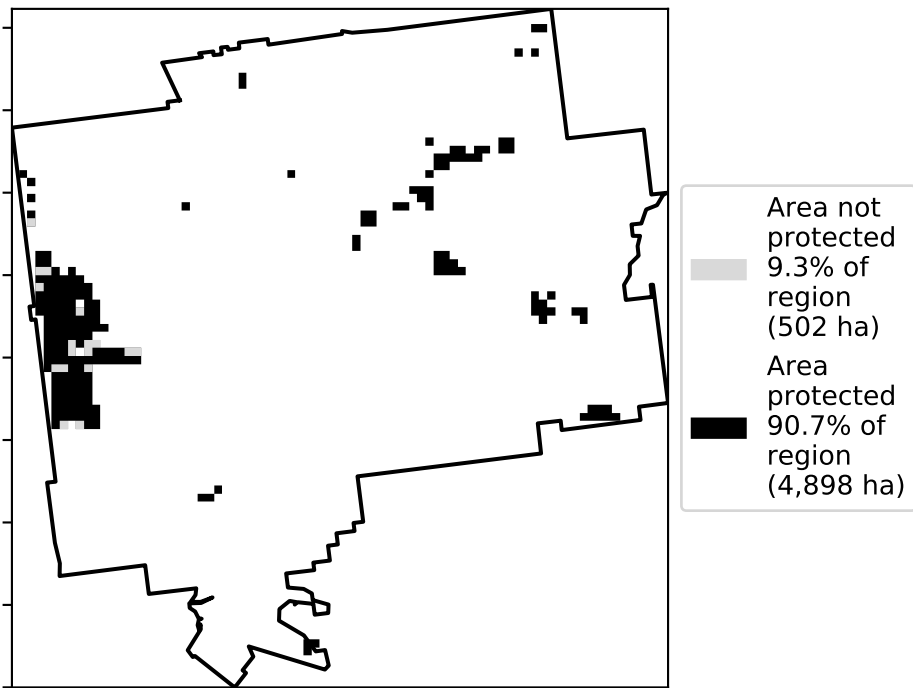 Area not
protected
9.3% of
region
(502 ha)
Area
protected
90.7% of
region
(4,898 ha)